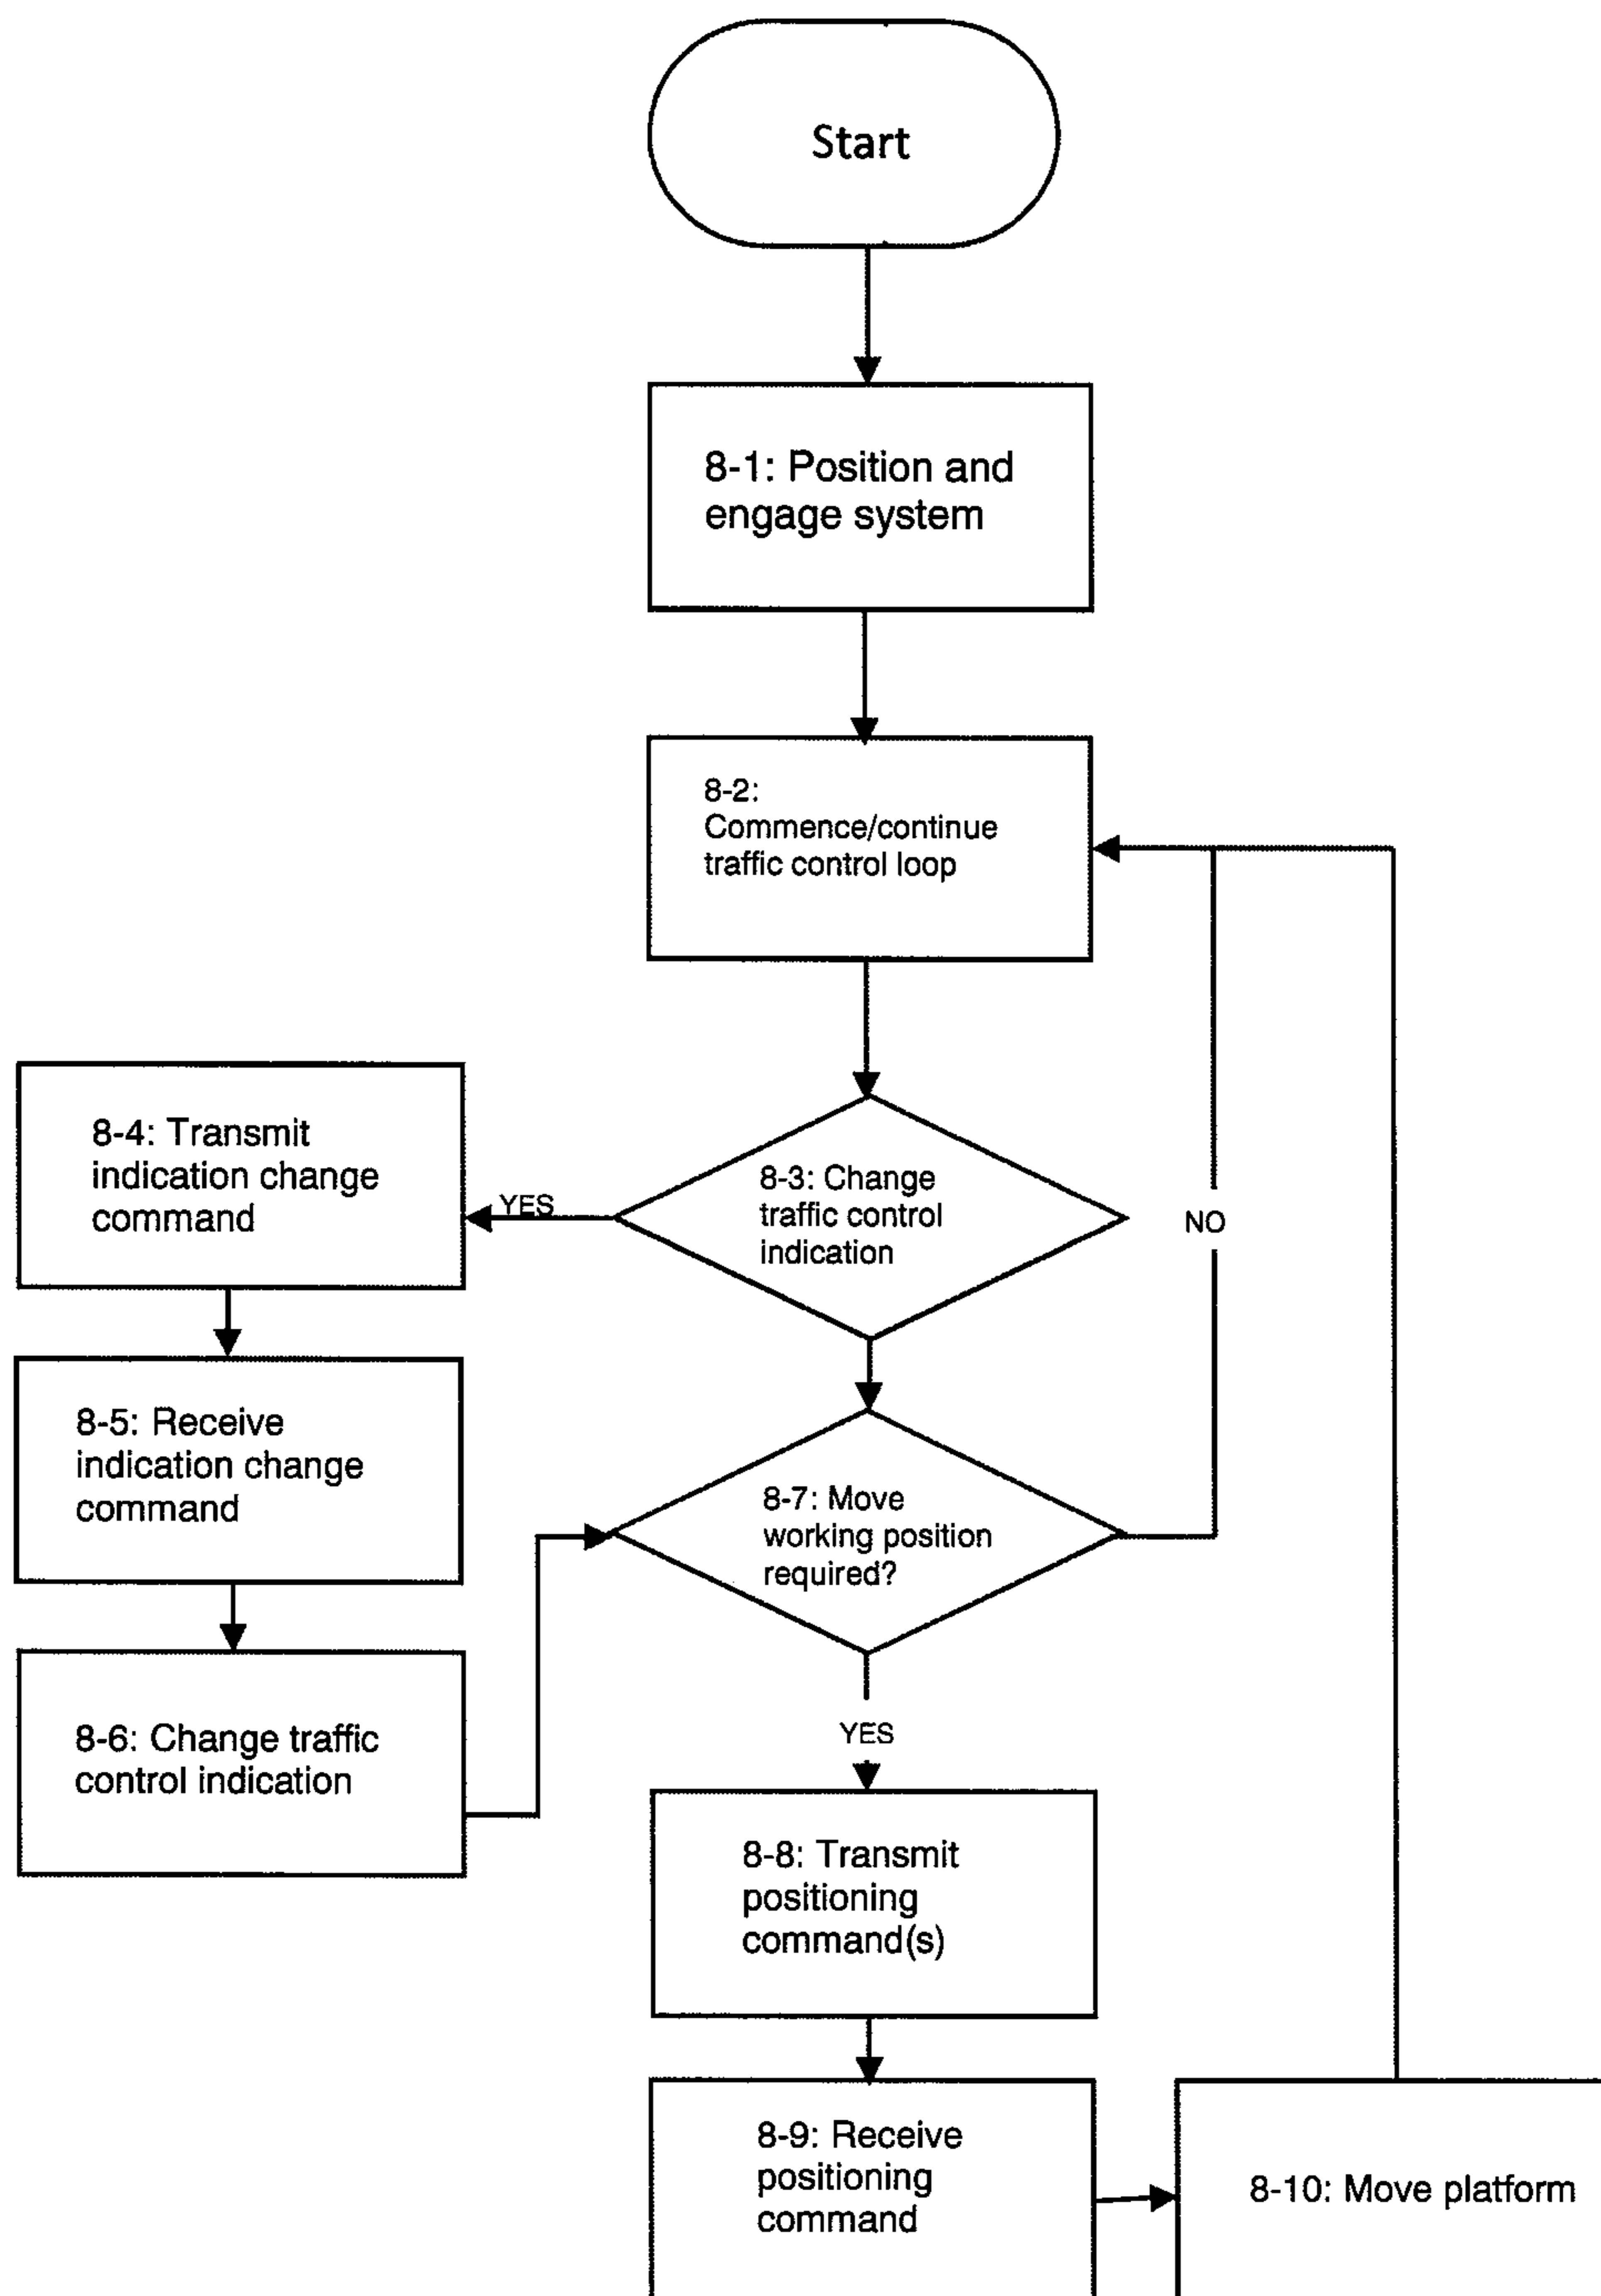 Start
8-1: Position and
engage system
8-2:
Commence/continue
traffic control loop
8-3: Change
traffic control
indication
YES
NO
8-4: Transmit
indication change
command
8-5: Receive
indication change
command
8-6: Change traffic
control indication
8-7: Move
working position
required?
YES
8-8: Transmit
positioning
command(s)
8-9: Receive
positioning
command
8-10: Move platform